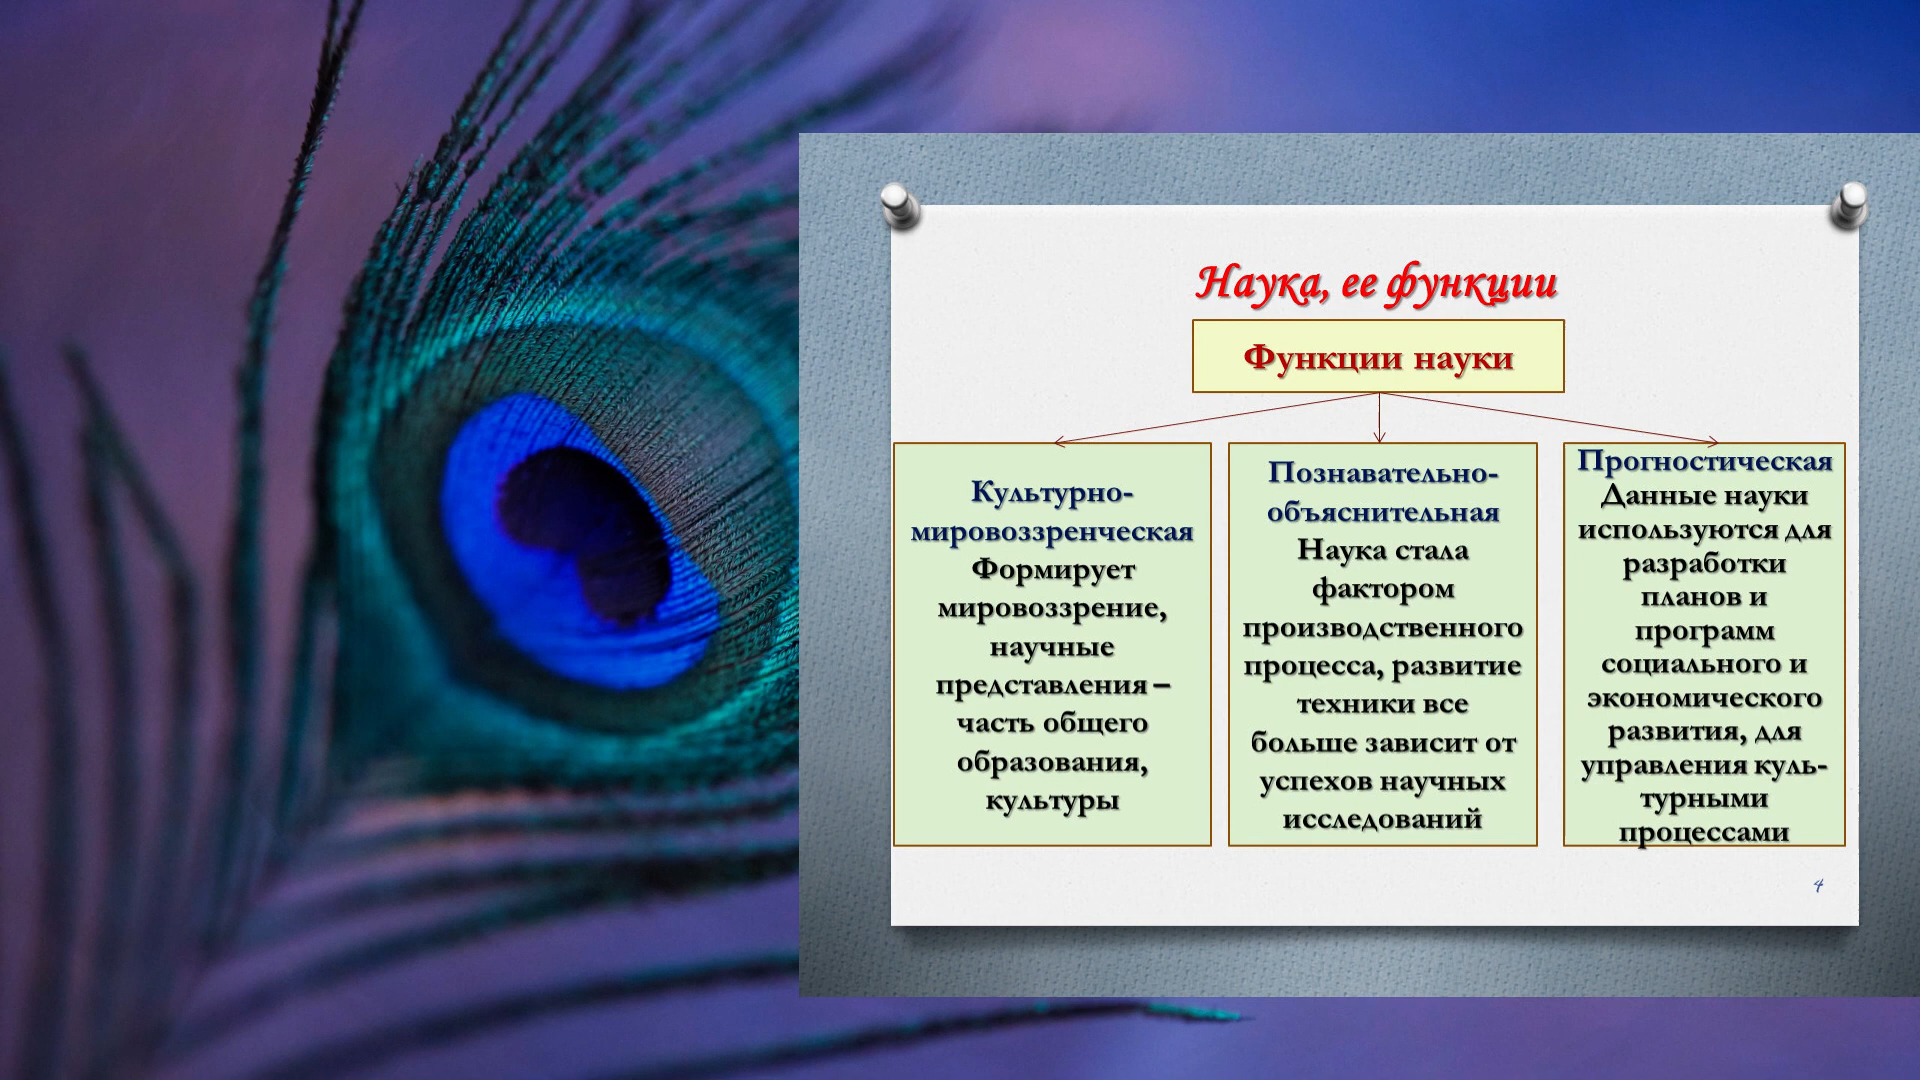 Наука, ее функции
Функции науки
Культурно-
мировоззренческая
Формирует
мировоззрение,
научные
представления –
часть общего
образования,
культуры
Познавательно-
объяснительная
Наука стала
фактором
производственного
процесса, развитие
техники все
больше зависит от
успехов научных
исследований
Прогностическая
Данные науки
используются для
разработки
планов и
программ
социального и
экономического
развития, для
управления куль-
турными
процессами
4